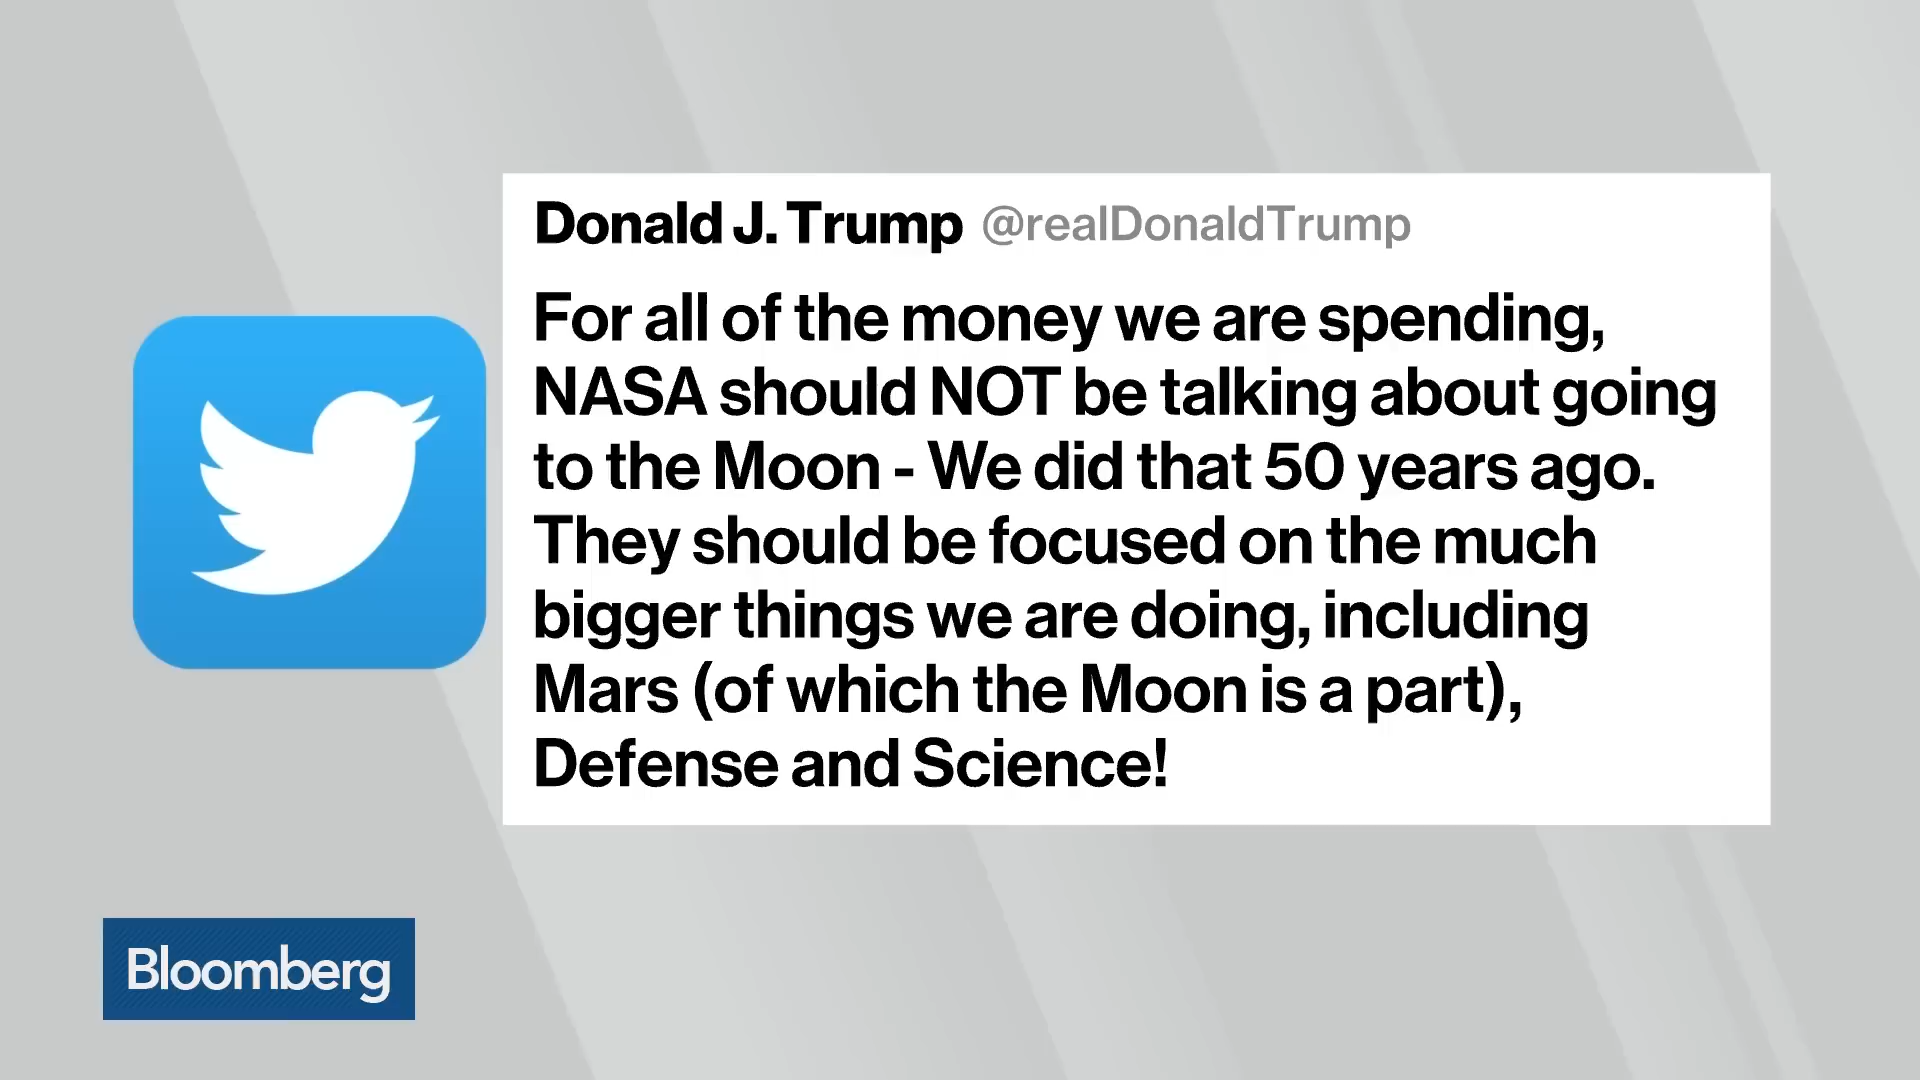 Donald J. Trump @realDonaldTrump
For all of the money we are spending,
NASA should NOT be talking about going
to the Moon - We did that 50 years ago.
They should be focused on the much
bigger things we are doing, including
Mars (of which the Moon is a part),
Defense and Science!
Bloomberg